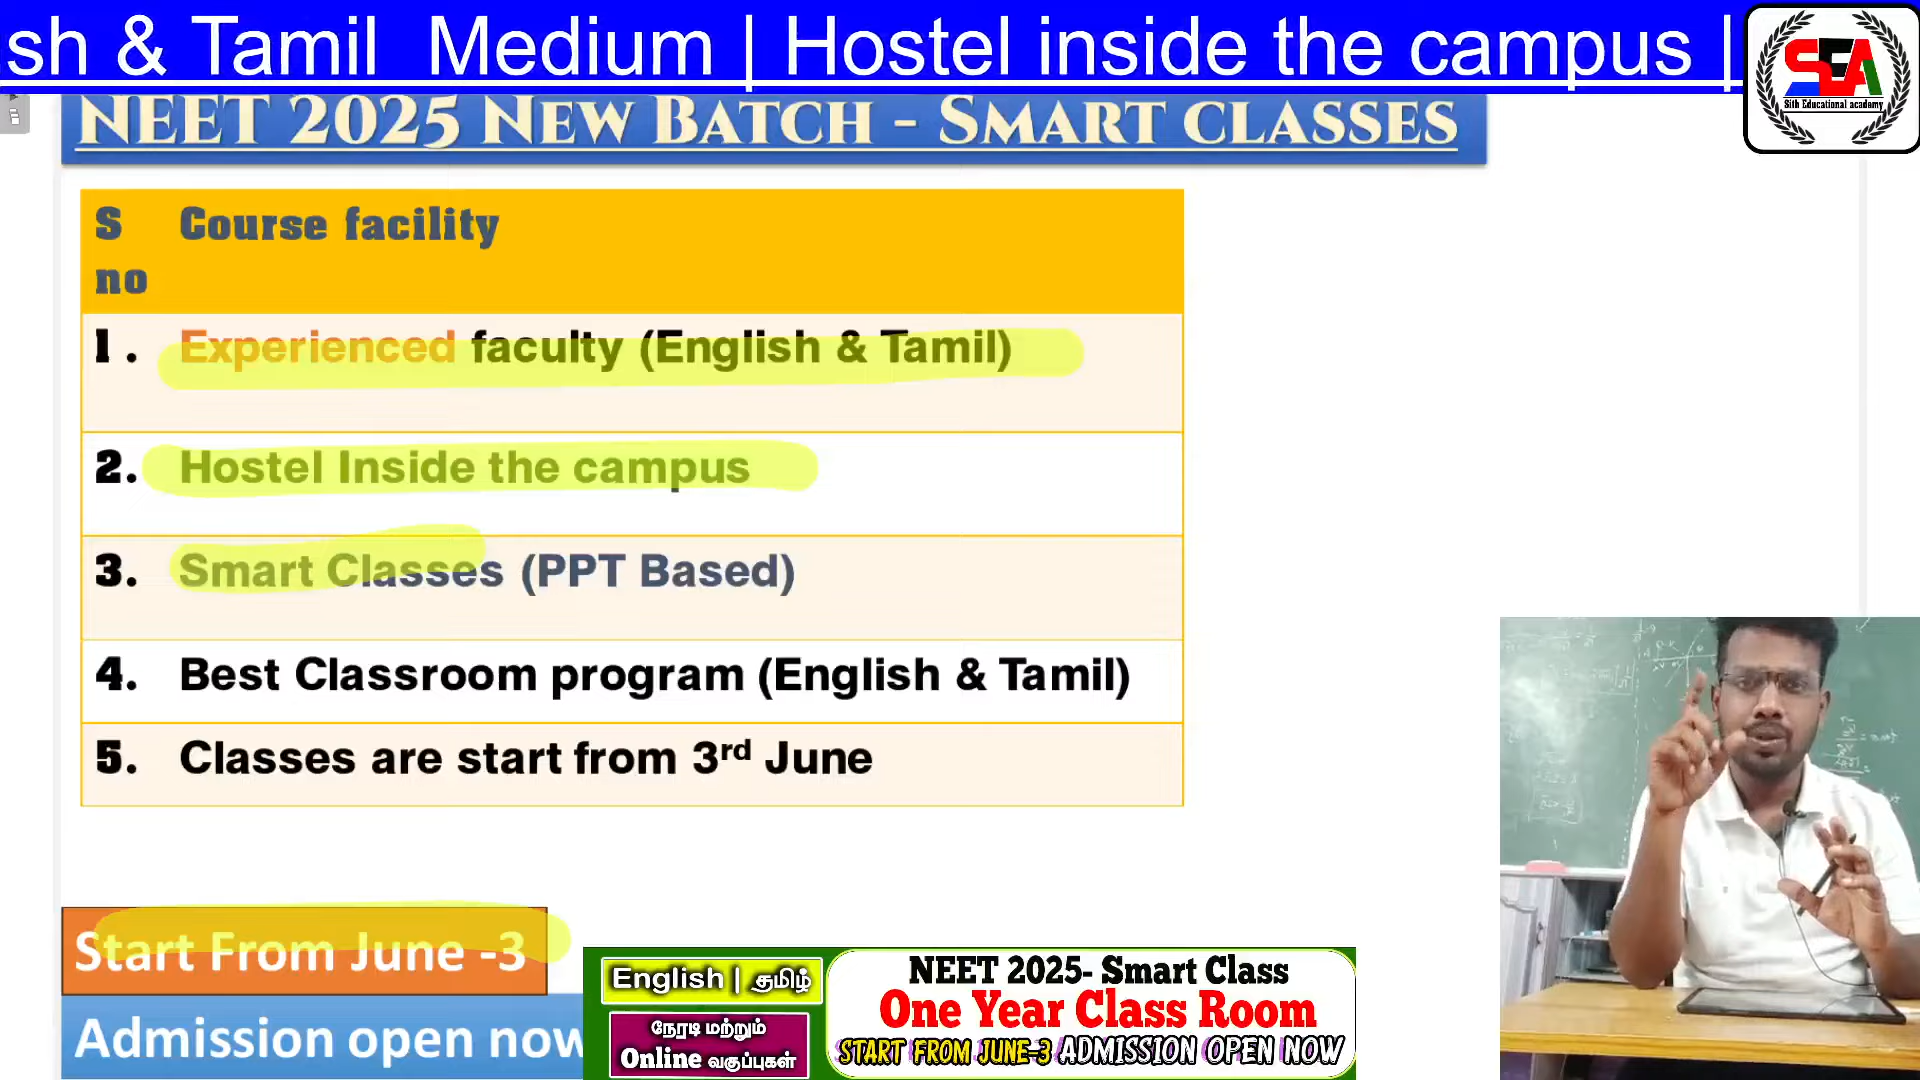 sh & Tamil Medium | Hostel inside the campus |
SEA
Sith Educational academy
NEET 2025 NEW BATCH - SMART CLASSES
S no Course facility
1. Experienced faculty (English & Tamil)
2. Hostel Inside the campus
3. Smart Classes (PPT Based)
4. Best Classroom program (English & Tamil)
5. Classes are start from 3rd June
Start From June -3
Admission open now
English | தமிழ்
நேரடி மற்றும்
Online வகுப்புகள்
NEET 2025- Smart Class
One Year Class Room
START FROM JUNE-3 ADMISSION OPEN NOW